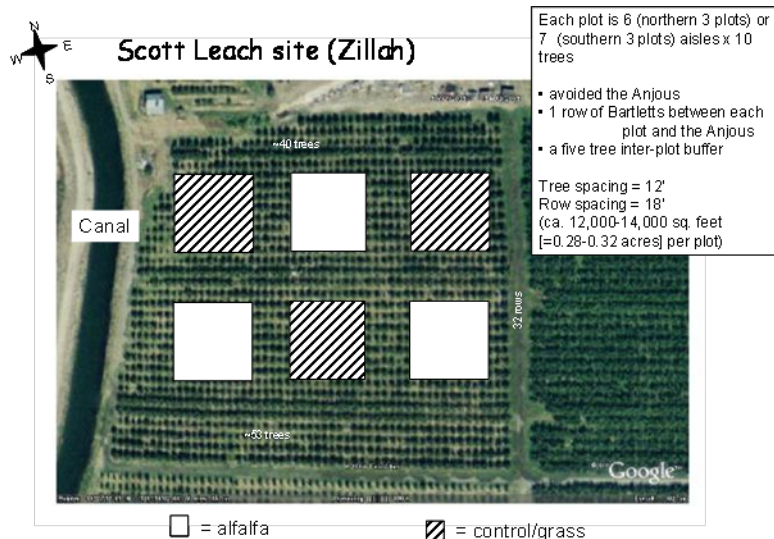 N
W E
S
Scott Leach site (Zillah)
Each plot is 6 (northern 3 plots) or
7 (southern 3 plots) aisles x 10
trees
▪ avoided the Anjous
▪ 1 row of Bartletts between each
plot and the Anjous
▪ a five tree inter-plot buffer
Tree spacing = 12'
Row spacing = 18'
(ca. 12,000-14,000 sq. feet
[=0.28-0.32 acres] per plot)
~40 trees
Canal
32 rows
~53 trees
Google
= alfalfa
= control/grass